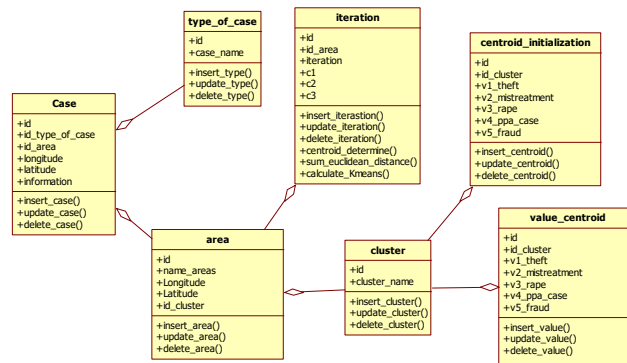 type_of_case
+id
+case_name
+insert_type()
+update_type()
+delete_type()
iteration
+id
+id_area
+iteration
+c1
+c2
+c3
+insert_iterastion()
+update_iteration()
+delete_iteration()
+centroid_determine()
+sum_euclidean_distance()
+calculate_Kmeans()
centroid_initialization
+id
+id_cluster
+v1_theft
+v2_mistreatment
+v3_rape
+v4_ppa_case
+v5_fraud
+insert_centroid()
+update_centroid()
+delete_centroid()
Case
+id
+id_type_of_case
+id_area
+longitude
+latitude
+information
+insert_case()
+update_case()
+delete_case()
area
+id
+name_areas
+Longitude
+Latitude
+id_cluster
+insert_area()
+update_area()
+delete_area()
cluster
+id
+cluster_name
+insert_cluster()
+update_cluster()
+delete_cluster()
value_centroid
+id
+id_cluster
+v1_theft
+v2_mistreatment
+v3_rape
+v4_ppa_case
+v5_fraud
+insert_value()
+update_value()
+delete_value()